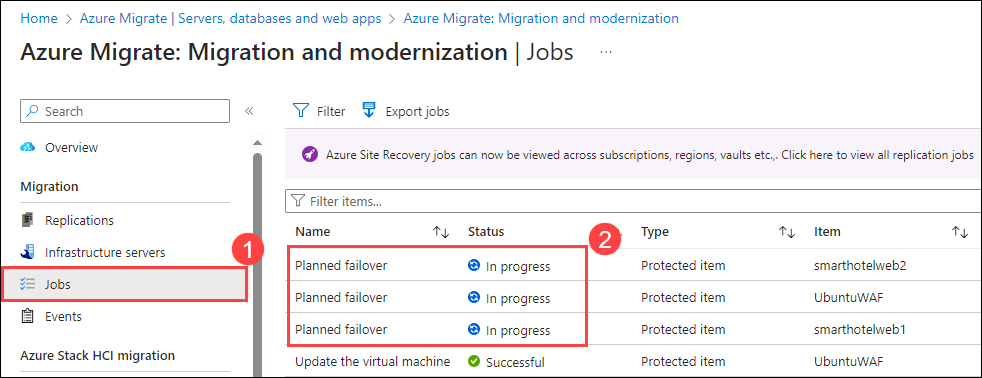 Home > Azure Migrate | Servers, databases and web apps > Azure Migrate: Migration and modernization >
Azure Migrate: Migration and modernization | Jobs ...
Search «
Overview
Migration
Replications
Infrastructure servers
1
Jobs
Events
Azure Stack HCI migration
Filter Export jobs
Azure Site Recovery jobs can now be viewed across subscriptions, regions, vaults etc.,. Click here to view all replication jobs
Filter items...
2
Name Status Type Item
Planned failover In progress Protected item smarthotelweb2
Planned failover In progress Protected item UbuntuWAF
Planned failover In progress Protected item smarthotelweb1
Update the virtual machine Successful Protected item UbuntuWAF